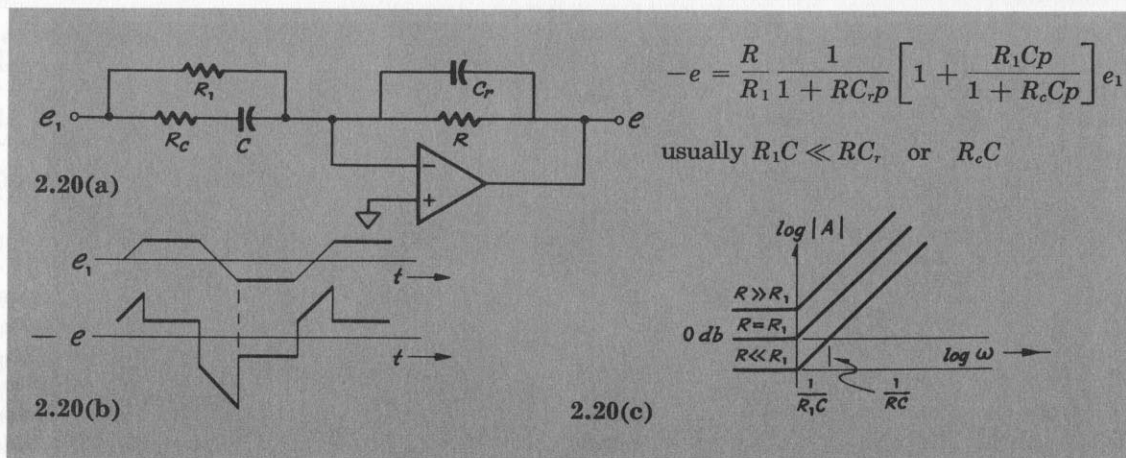 R₁
C_r
e₁
R_c
C
R
e
−
+
2.20(a)
−e = R/R₁ 1/(1 + RC_rp) [1 + R₁Cp/(1 + R_cCp)] e₁
usually R₁C ≪ RC_r or R_cC
e₁
t
− e
t
2.20(b)
log |A|
R ≫ R₁
0 db
R = R₁
R ≪ R₁
log ω
1/R₁C
1/RC
2.20(c)